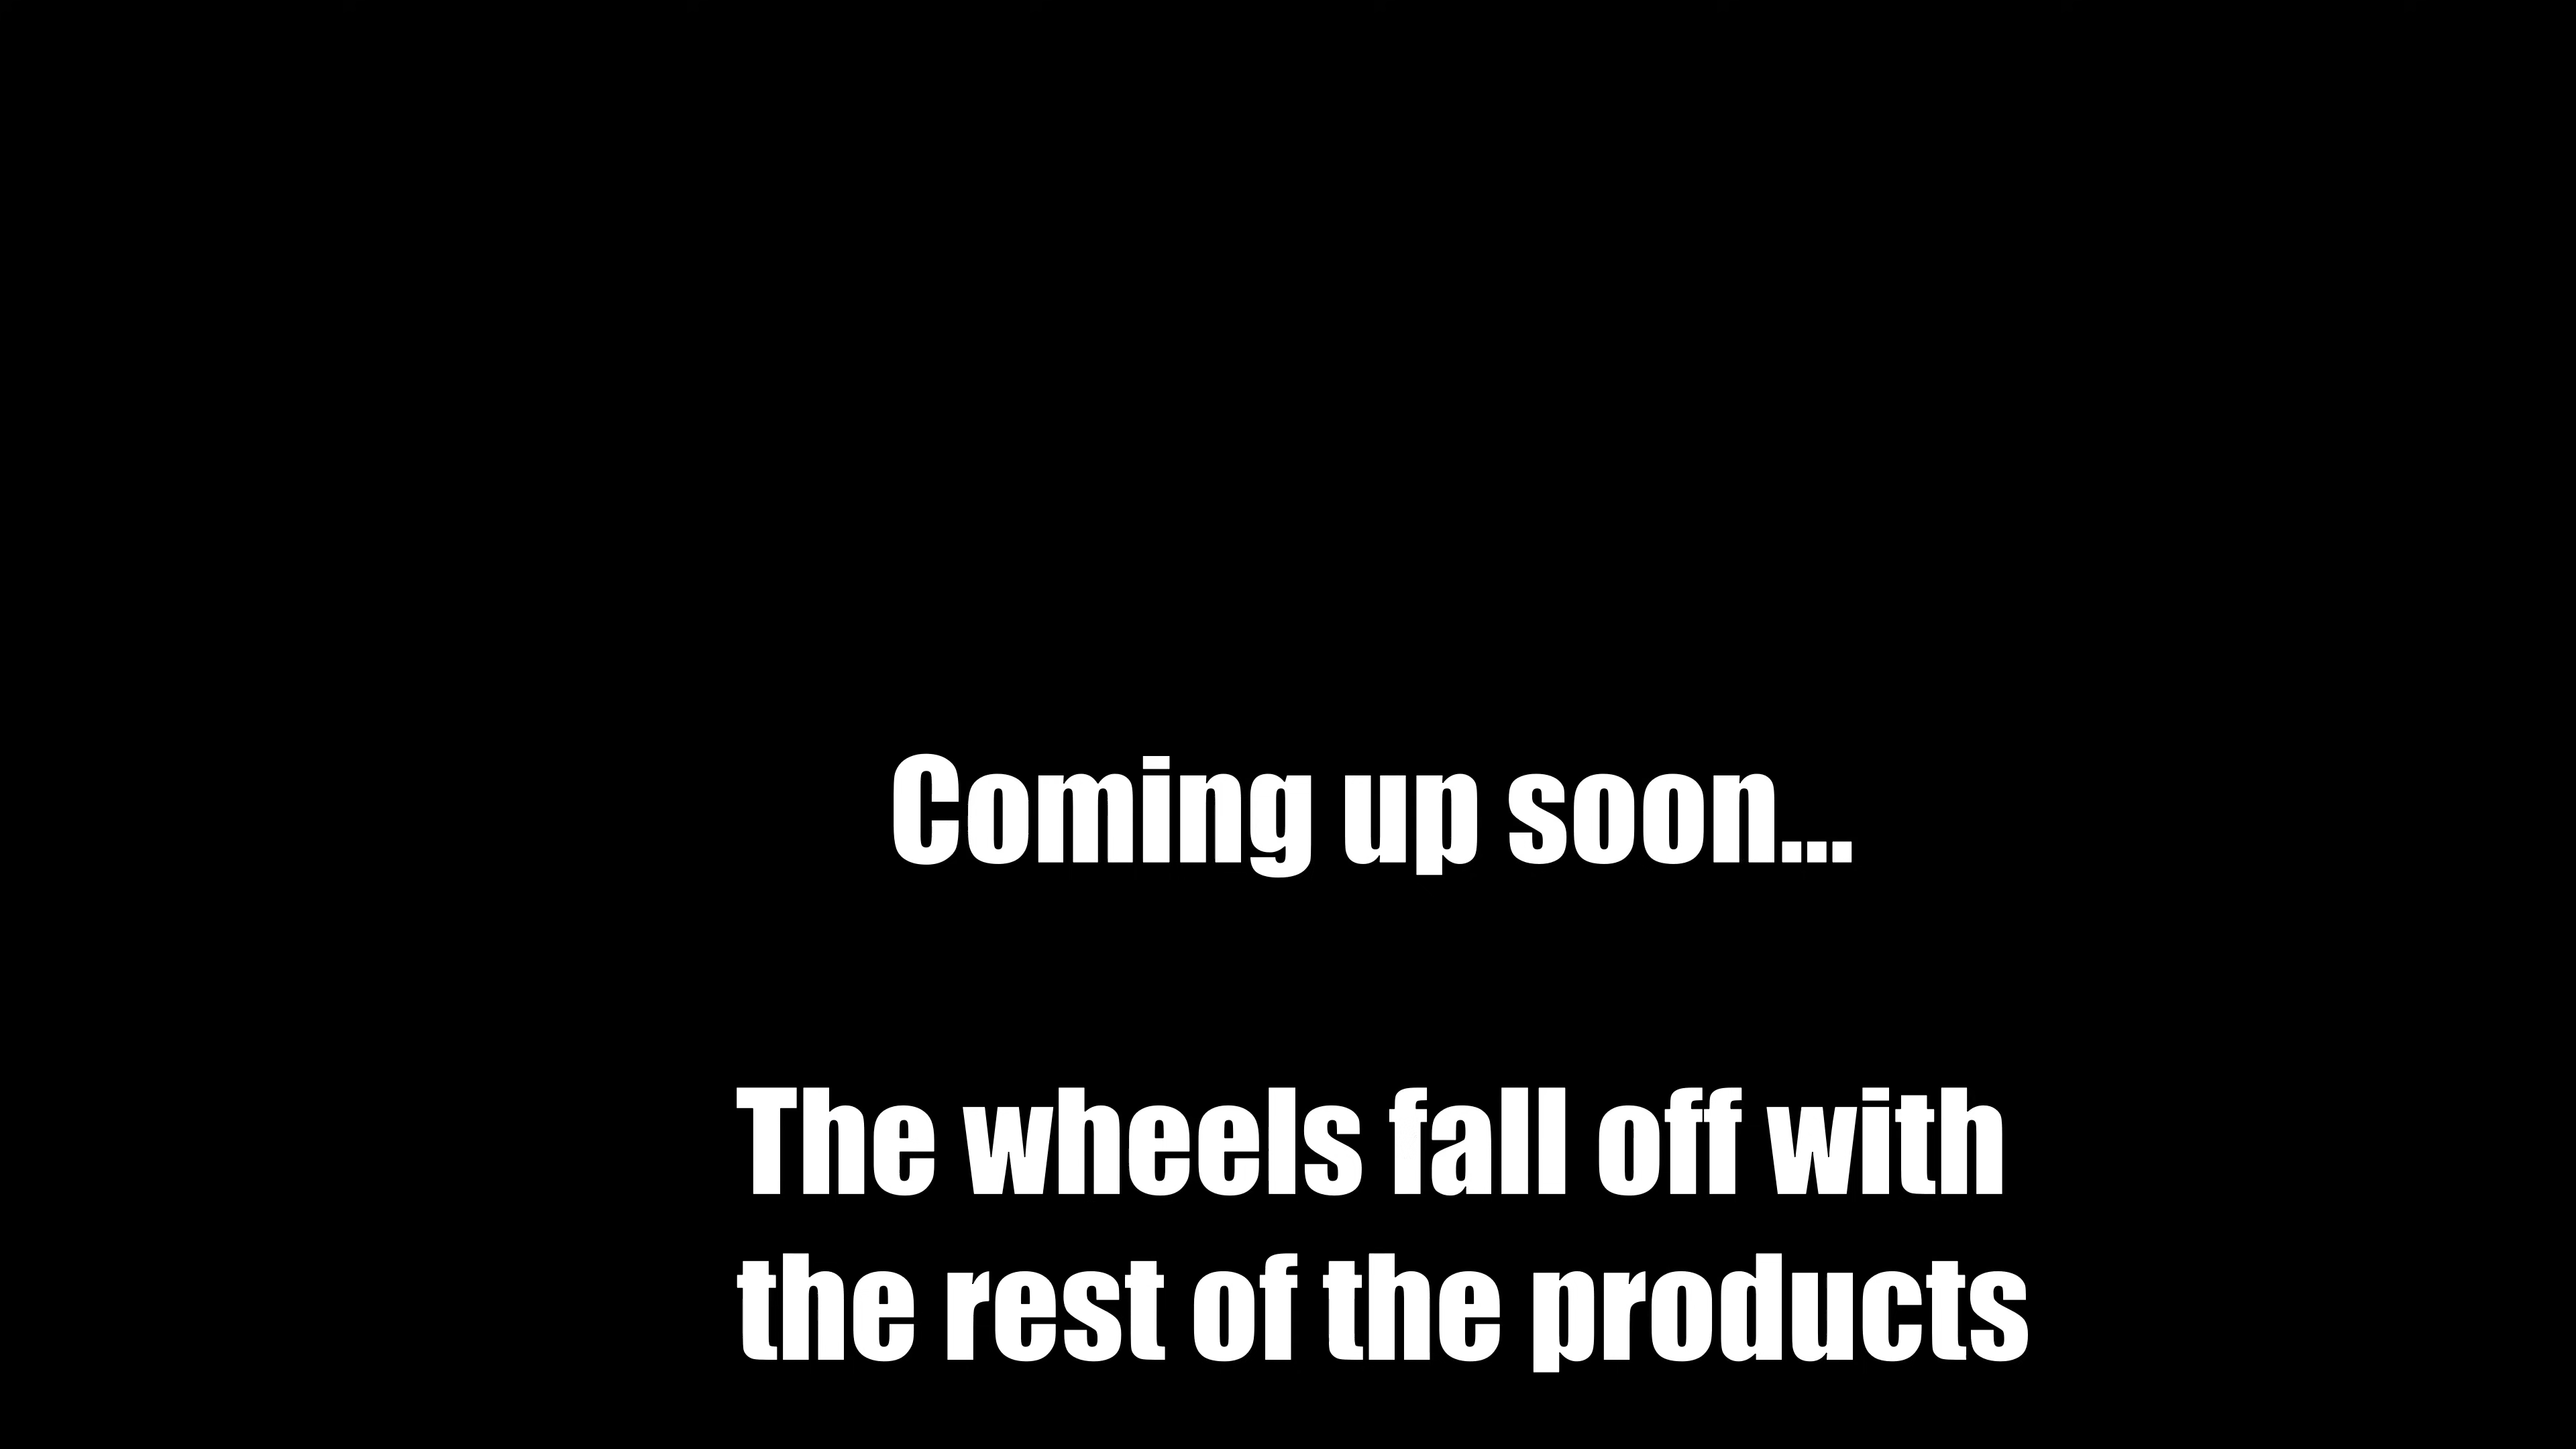 Coming up soon...
The wheels fall off with
the rest of the products